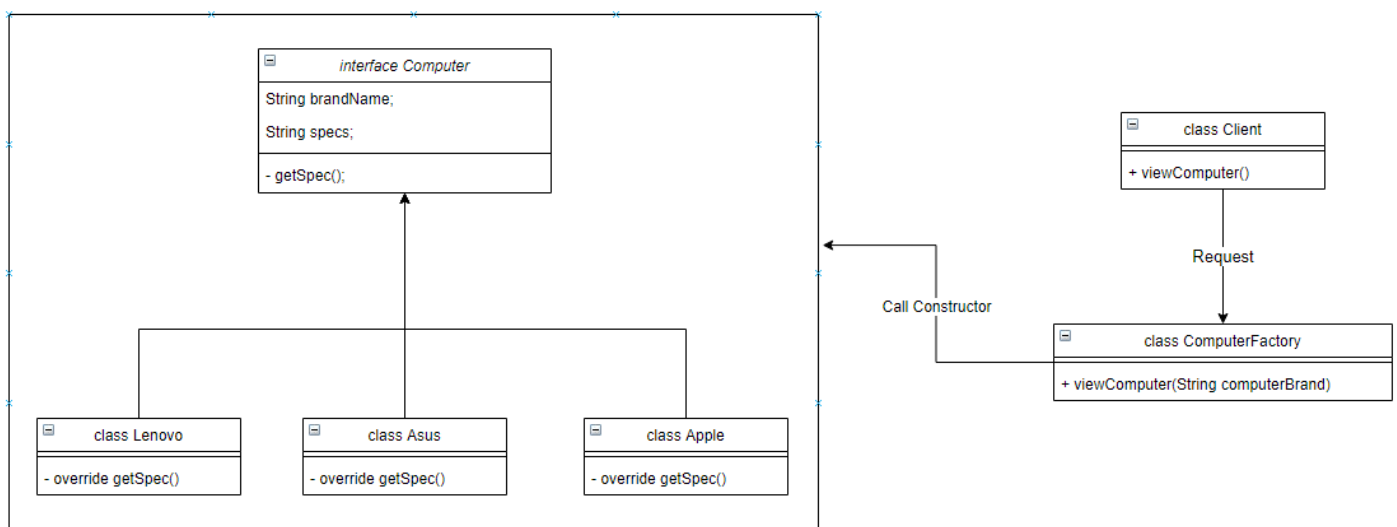 interface Computer
String brandName;
String specs;
- getSpec();
class Client
+ viewComputer()
Request
Call Constructor
class ComputerFactory
+ viewComputer(String computerBrand)
class Lenovo
- override getSpec()
class Asus
- override getSpec()
class Apple
- override getSpec()